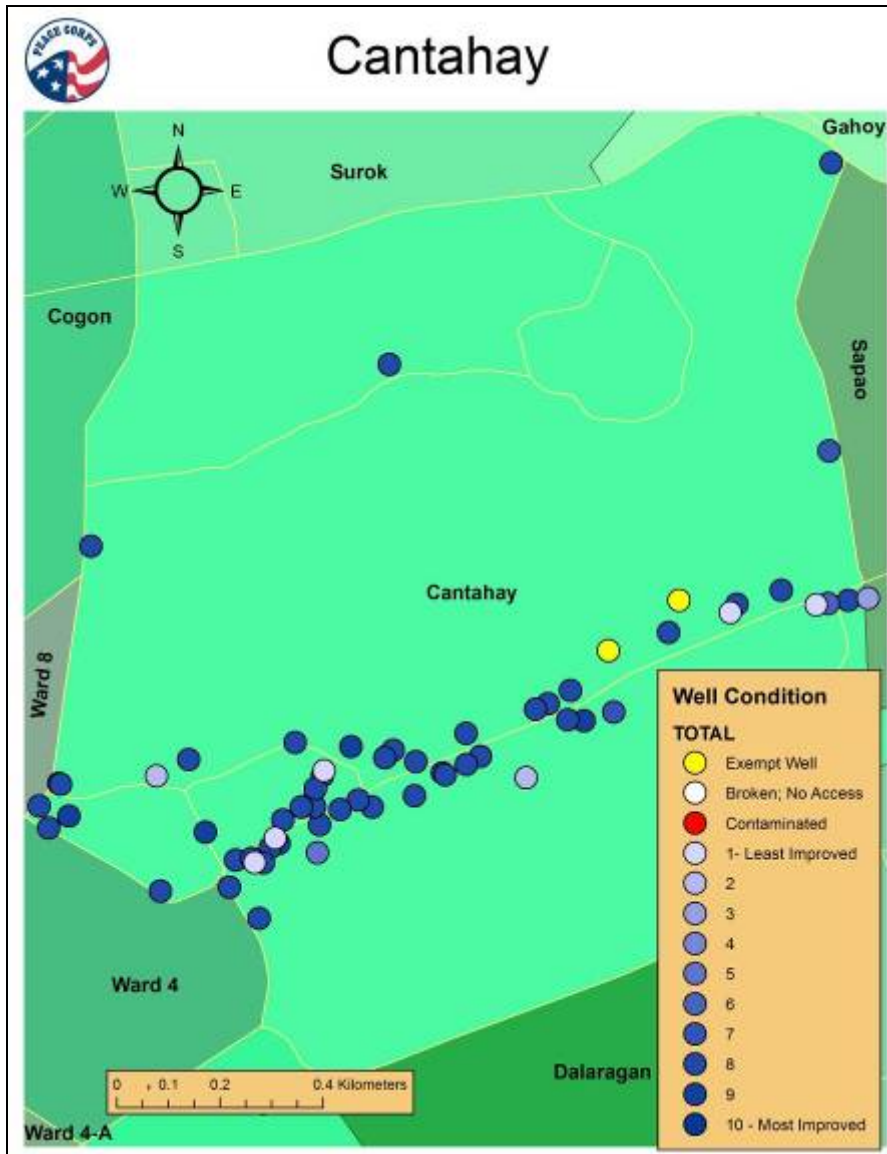 PEACE CORPS
Cantahay
N
W E
S
Gahoy
Surok
Cogon
Sapao
Cantahay
Ward 8
Well Condition
TOTAL
Exempt Well
Broken; No Access
Contaminated
1- Least Improved
2
3
4
5
6
7
8
9
10 - Most Improved
Ward 4
Dalaragan
0 0.1 0.2 0.4 Kilometers
Ward 4-A